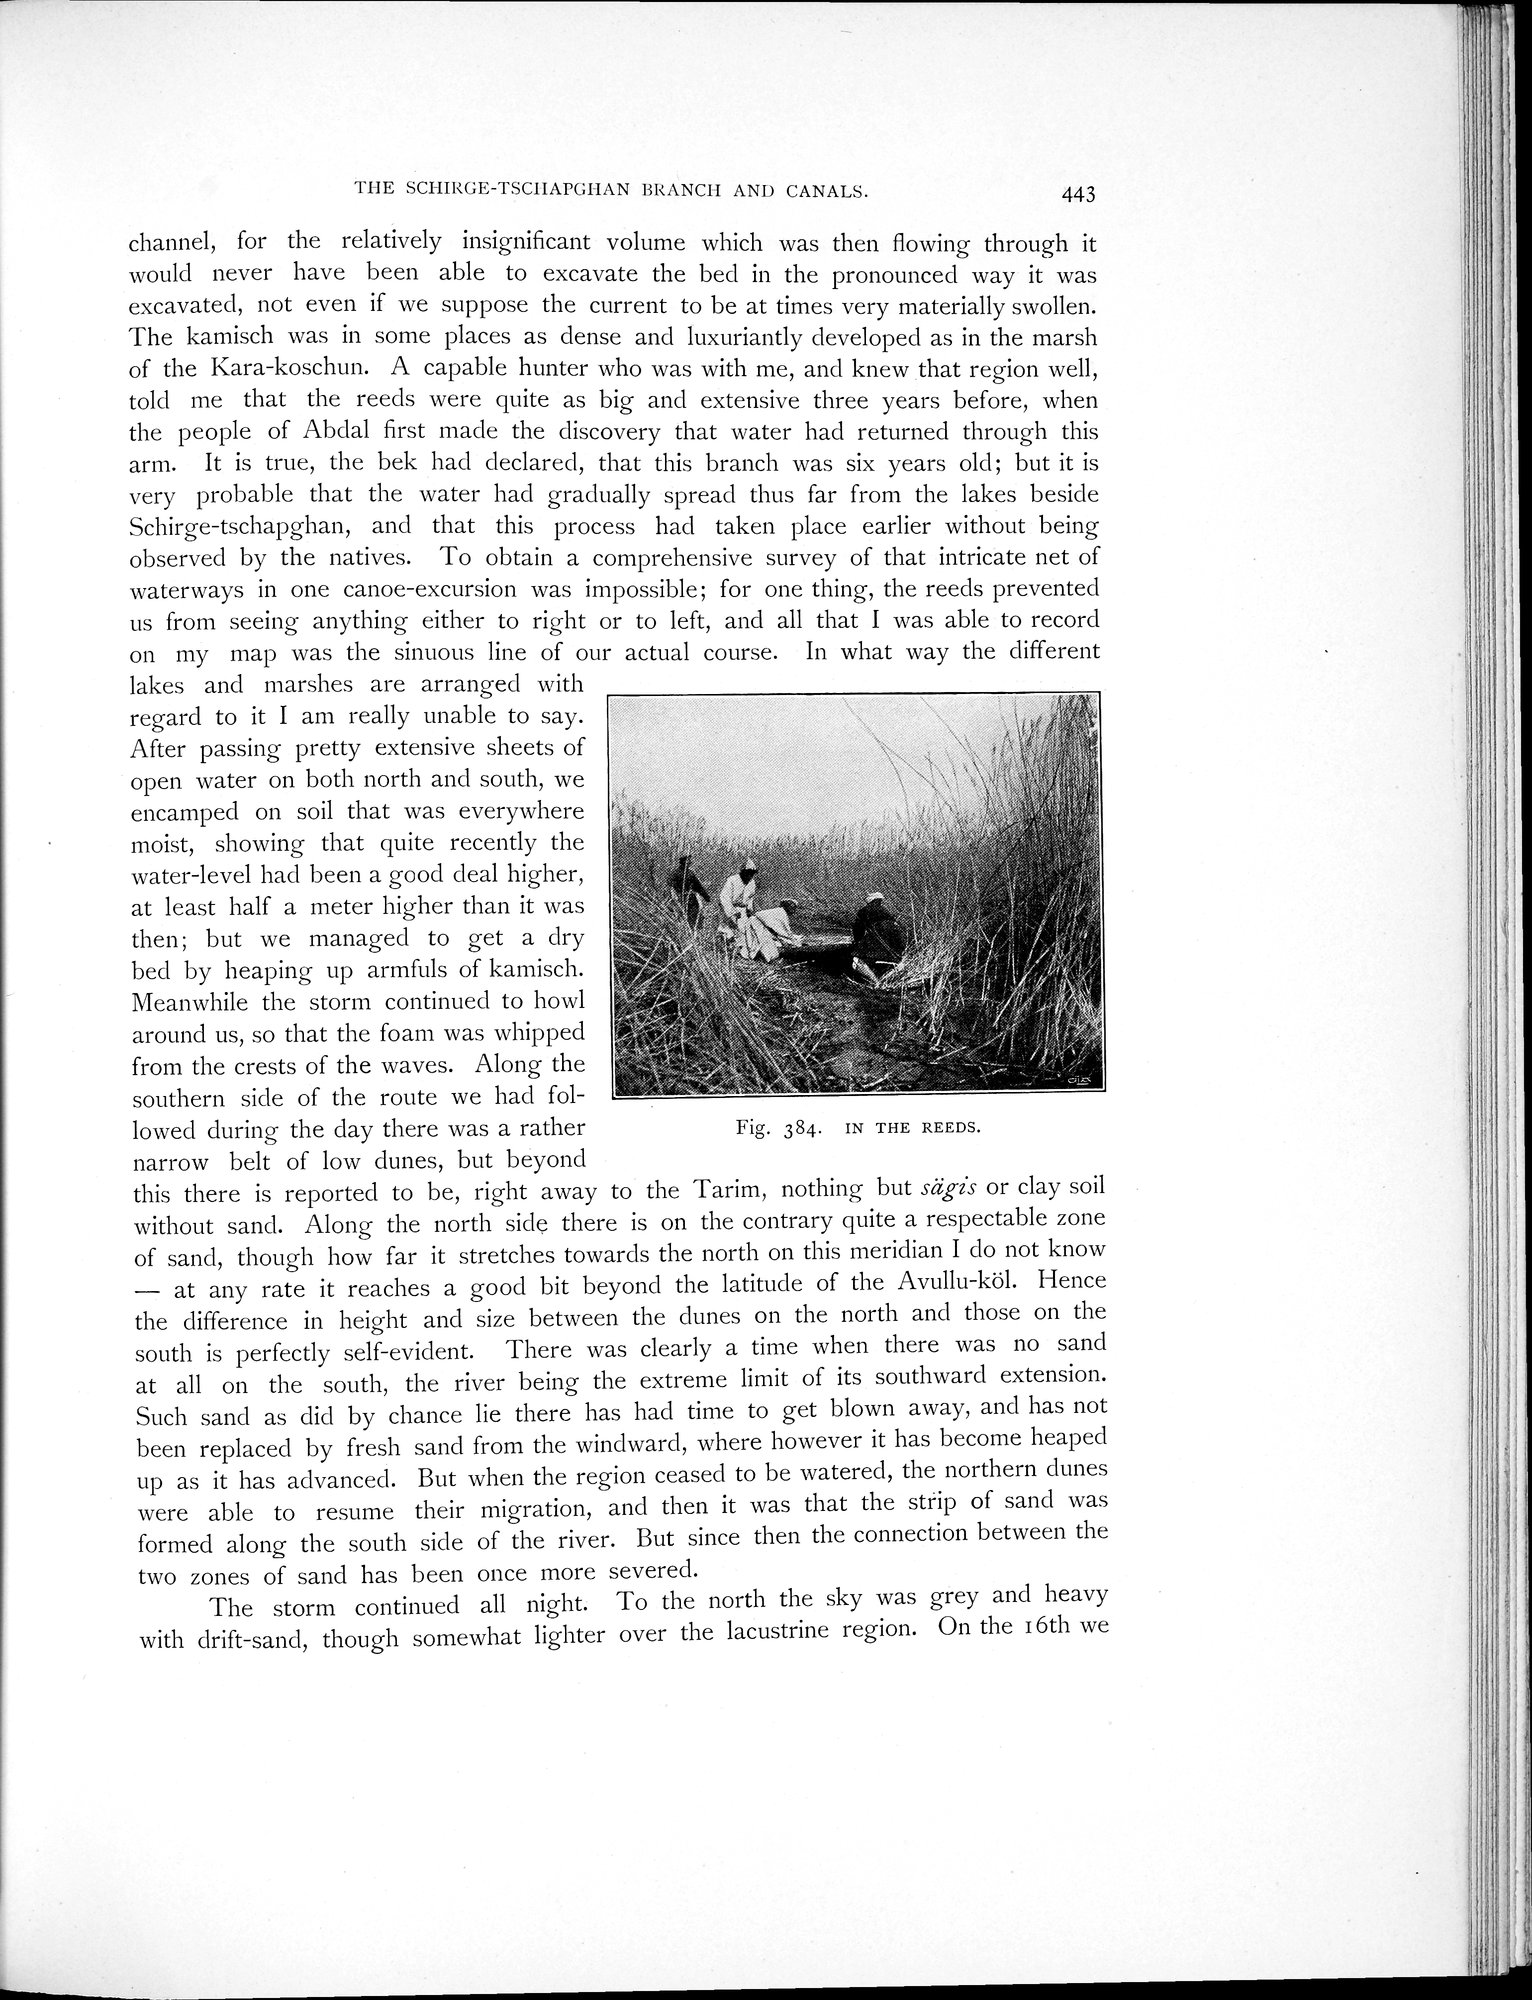 THE SCHIRGE-TSCHAPGHAN BRANCH AND CANALS.
443
channel, for the relatively insignificant volume which was then flowing through it
would never have been able to excavate the bed in the pronounced way it was
excavated, not even if we suppose the current to be at times very materially swollen.
The kamisch was in some places as dense and luxuriantly developed as in the marsh
of the Kara-koschun. A capable hunter who was with me, and knew that region well,
told me that the reeds were quite as big and extensive three years before, when
the people of Abdal first made the discovery that water had returned through this
arm. It is true, the bek had declared, that this branch was six years old; but it is
very probable that the water had gradually spread thus far from the lakes beside
Schirge-tschapghan, and that this process had taken place earlier without being
observed by the natives. To obtain a comprehensive survey of that intricate net of
waterways in one canoe-excursion was impossible; for one thing, the reeds prevented
us from seeing anything either to right or to left, and all that I was able to record
on my map was the sinuous line of our actual course. In what way the different
lakes and marshes are arranged with
regard to it I am really unable to say.
After passing pretty extensive sheets of
open water on both north and south, we
encamped on soil that was everywhere
moist, showing that quite recently the
water-level had been a good deal higher,
at least half a meter higher than it was
then; but we managed to get a dry
bed by heaping up armfuls of kamisch.
Meanwhile the storm continued to howl
around us, so that the foam was whipped
from the crests of the waves. Along the
southern side of the route we had fol-
lowed during the day there was a rather
narrow belt of low dunes, but beyond
Fig. 384. IN THE REEDS.
this there is reported to be, right away to the Tarim, nothing but sägis or clay soil
without sand. Along the north side there is on the contrary quite a respectable zone
of sand, though how far it stretches towards the north on this meridian I do not know
— at any rate it reaches a good bit beyond the latitude of the Avullu-köl. Hence
the difference in height and size between the dunes on the north and those on the
south is perfectly self-evident. There was clearly a time when there was no sand
at all on the south, the river being the extreme limit of its southward extension.
Such sand as did by chance lie there has had time to get blown away, and has not
been replaced by fresh sand from the windward, where however it has become heaped
up as it has advanced. But when the region ceased to be watered, the northern dunes
were able to resume their migration, and then it was that the strip of sand was
formed along the south side of the river. But since then the connection between the
two zones of sand has been once more severed.
The storm continued all night. To the north the sky was grey and heavy
with drift-sand, though somewhat lighter over the lacustrine region. On the 16th we